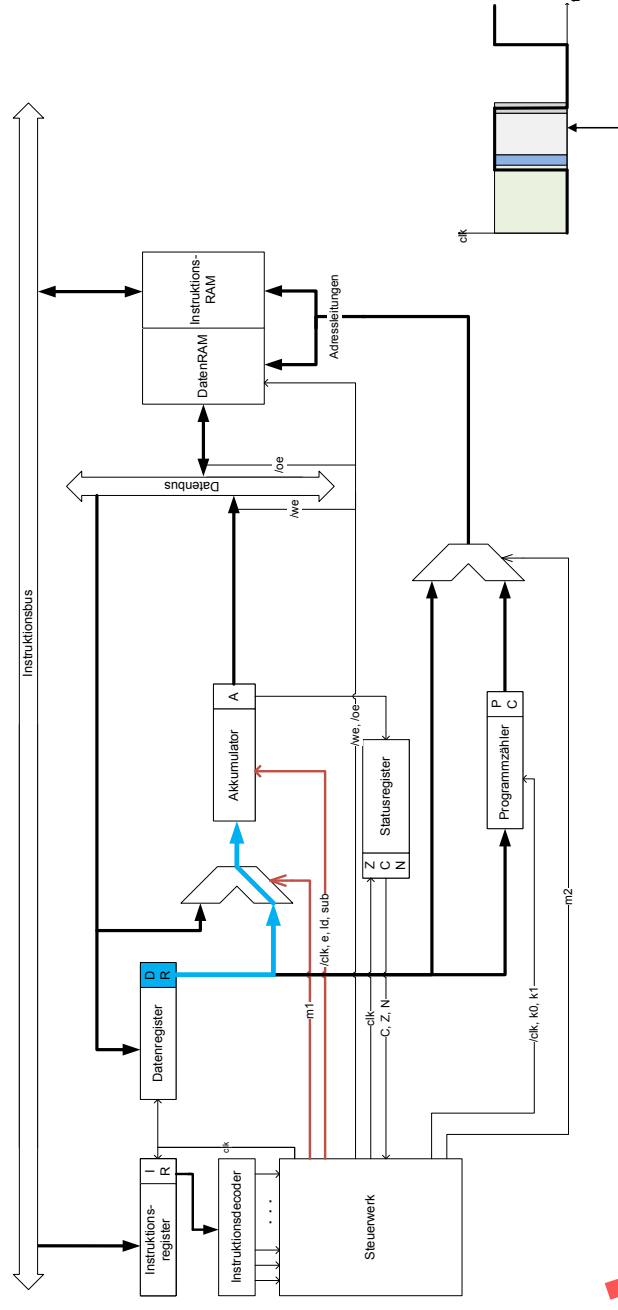 Instruktionsbus
Instruktions-
register
I
R
Instruktionsdecoder
. . .
Steuerwerk
clk
Datenregister
D
R
m1
/clk, e, ld, sub
Akkumulator
A
/we, /oe
clk
C, Z, N
Statusregister
Z
C
N
/clk, k0, k1
m2
Programmzähler
P
C
Datenbus
/we
/oe
DatenRAM
Instruktions-
RAM
Adressleitungen
clk